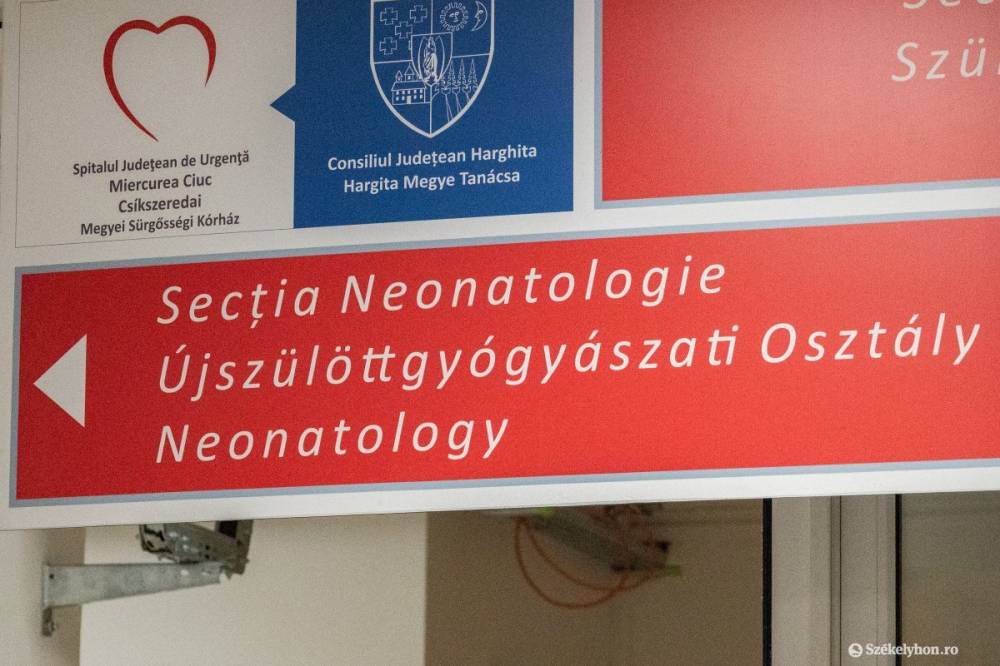 Spitalul Județean de Urgență
Miercurea Ciuc
Csíkszeredai
Megyei Sürgősségi Kórház
Consiliul Județean Harghita
Hargita Megye Tanácsa
Secția Neonatologie
Újszülöttgyógyászati Osztály
Neonatology
Székelyhon.ro